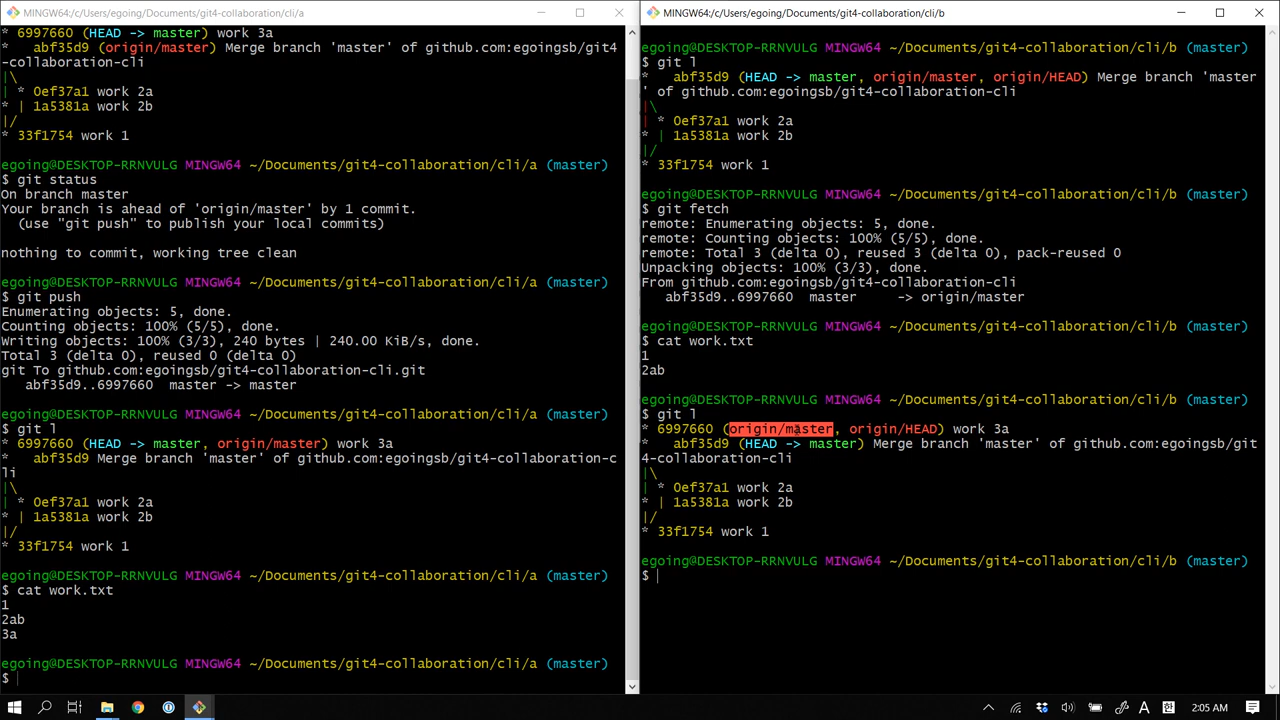 MINGW64:/c/Users/egoing/Documents/git4-collaboration/cli/a
* 6997660 (HEAD -> master) work 3a
*   abf35d9 (origin/master) Merge branch 'master' of github.com:egoingsb/git4
-collaboration-cli
|\
| * 0ef37a1 work 2a
* | 1a5381a work 2b
|/
* 33f1754 work 1
egoing@DESKTOP-RRNVULG MINGW64 ~/Documents/git4-collaboration/cli/a (master)
$ git status
On branch master
Your branch is ahead of 'origin/master' by 1 commit.
  (use "git push" to publish your local commits)
nothing to commit, working tree clean
egoing@DESKTOP-RRNVULG MINGW64 ~/Documents/git4-collaboration/cli/a (master)
$ git push
Enumerating objects: 5, done.
Counting objects: 100% (5/5), done.
Writing objects: 100% (3/3), 240 bytes | 240.00 KiB/s, done.
Total 3 (delta 0), reused 0 (delta 0)
git To github.com:egoingsb/git4-collaboration-cli.git
   abf35d9..6997660  master -> master
egoing@DESKTOP-RRNVULG MINGW64 ~/Documents/git4-collaboration/cli/a (master)
$ git l
* 6997660 (HEAD -> master, origin/master) work 3a
*   abf35d9 Merge branch 'master' of github.com:egoingsb/git4-collaboration-c
li
|\
| * 0ef37a1 work 2a
* | 1a5381a work 2b
|/
* 33f1754 work 1
egoing@DESKTOP-RRNVULG MINGW64 ~/Documents/git4-collaboration/cli/a (master)
$ cat work.txt
1
2ab
3a
egoing@DESKTOP-RRNVULG MINGW64 ~/Documents/git4-collaboration/cli/a (master)
$
MINGW64:/c/Users/egoing/Documents/git4-collaboration/cli/b
egoing@DESKTOP-RRNVULG MINGW64 ~/Documents/git4-collaboration/cli/b (master)
$ git l
*   abf35d9 (HEAD -> master, origin/master, origin/HEAD) Merge branch 'master
' of github.com:egoingsb/git4-collaboration-cli
|\
| * 0ef37a1 work 2a
* | 1a5381a work 2b
|/
* 33f1754 work 1
egoing@DESKTOP-RRNVULG MINGW64 ~/Documents/git4-collaboration/cli/b (master)
$ git fetch
remote: Enumerating objects: 5, done.
remote: Counting objects: 100% (5/5), done.
remote: Total 3 (delta 0), reused 3 (delta 0), pack-reused 0
Unpacking objects: 100% (3/3), done.
From github.com:egoingsb/git4-collaboration-cli
   abf35d9..6997660  master     -> origin/master
egoing@DESKTOP-RRNVULG MINGW64 ~/Documents/git4-collaboration/cli/b (master)
$ cat work.txt
1
2ab
egoing@DESKTOP-RRNVULG MINGW64 ~/Documents/git4-collaboration/cli/b (master)
$ git l
* 6997660 (origin/master, origin/HEAD) work 3a
*   abf35d9 (HEAD -> master) Merge branch 'master' of github.com:egoingsb/git
4-collaboration-cli
|\
| * 0ef37a1 work 2a
* | 1a5381a work 2b
|/
* 33f1754 work 1
egoing@DESKTOP-RRNVULG MINGW64 ~/Documents/git4-collaboration/cli/b (master)
$
A 한 2:05 AM